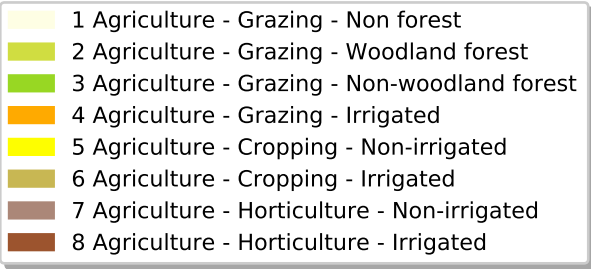 1 Agriculture - Grazing - Non forest
2 Agriculture - Grazing - Woodland forest
3 Agriculture - Grazing - Non-woodland forest
4 Agriculture - Grazing - Irrigated
5 Agriculture - Cropping - Non-irrigated
6 Agriculture - Cropping - Irrigated
7 Agriculture - Horticulture - Non-irrigated
8 Agriculture - Horticulture - Irrigated